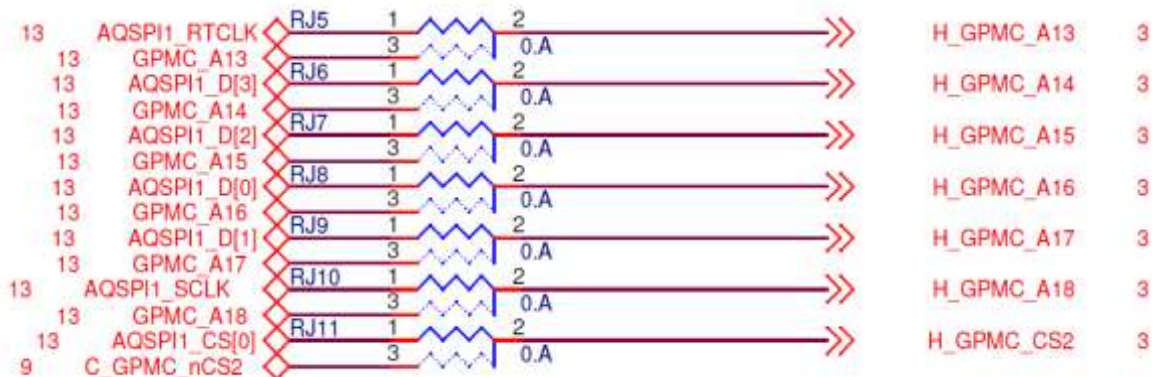 13 AQSPI1_RTCLK RJ5 1 2 H_GPMC_A13 3
13 GPMC_A13 3 0.A
13 AQSPI1_D[3] RJ6 1 2 H_GPMC_A14 3
13 GPMC_A14 3 0.A
13 AQSPI1_D[2] RJ7 1 2 H_GPMC_A15 3
13 GPMC_A15 3 0.A
13 AQSPI1_D[0] RJ8 1 2 H_GPMC_A16 3
13 GPMC_A16 3 0.A
13 AQSPI1_D[1] RJ9 1 2 H_GPMC_A17 3
13 GPMC_A17 3 0.A
13 AQSPI1_SCLK RJ10 1 2 H_GPMC_A18 3
13 GPMC_A18 3 0.A
13 AQSPI1_CS[0] RJ11 1 2 H_GPMC_CS2 3
9 C_GPMC_nCS2 3 0.A